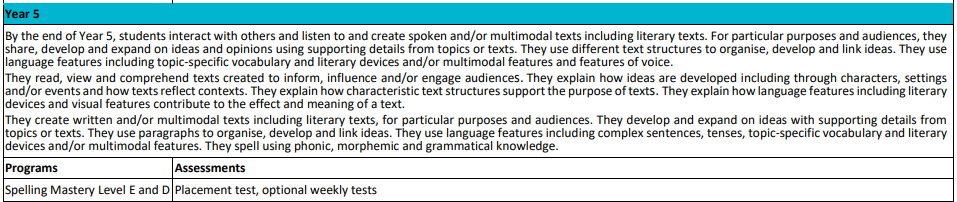 Year 5
By the end of Year 5, students interact with others and listen to and create spoken and/or multimodal texts including literary texts. For particular purposes and audiences, they
share, develop and expand on ideas and opinions using supporting details from topics or texts. They use different text structures to organise, develop and link ideas. They use
language features including topic-specific vocabulary and literary devices and/or multimodal features and features of voice.
They read, view and comprehend texts created to inform, influence and/or engage audiences. They explain how ideas are developed including through characters, settings
and/or events and how texts reflect contexts. They explain how characteristic text structures support the purpose of texts. They explain how language features including literary
devices and visual features contribute to the effect and meaning of a text.
They create written and/or multimodal texts including literary texts, for particular purposes and audiences. They develop and expand on ideas with supporting details from
topics or texts. They use paragraphs to organise, develop and link ideas. They use language features including complex sentences, tenses, topic-specific vocabulary and literary
devices and/or multimodal features. They spell using phonic, morphemic and grammatical knowledge.
Programs Assessments
Spelling Mastery Level E and D Placement test, optional weekly tests